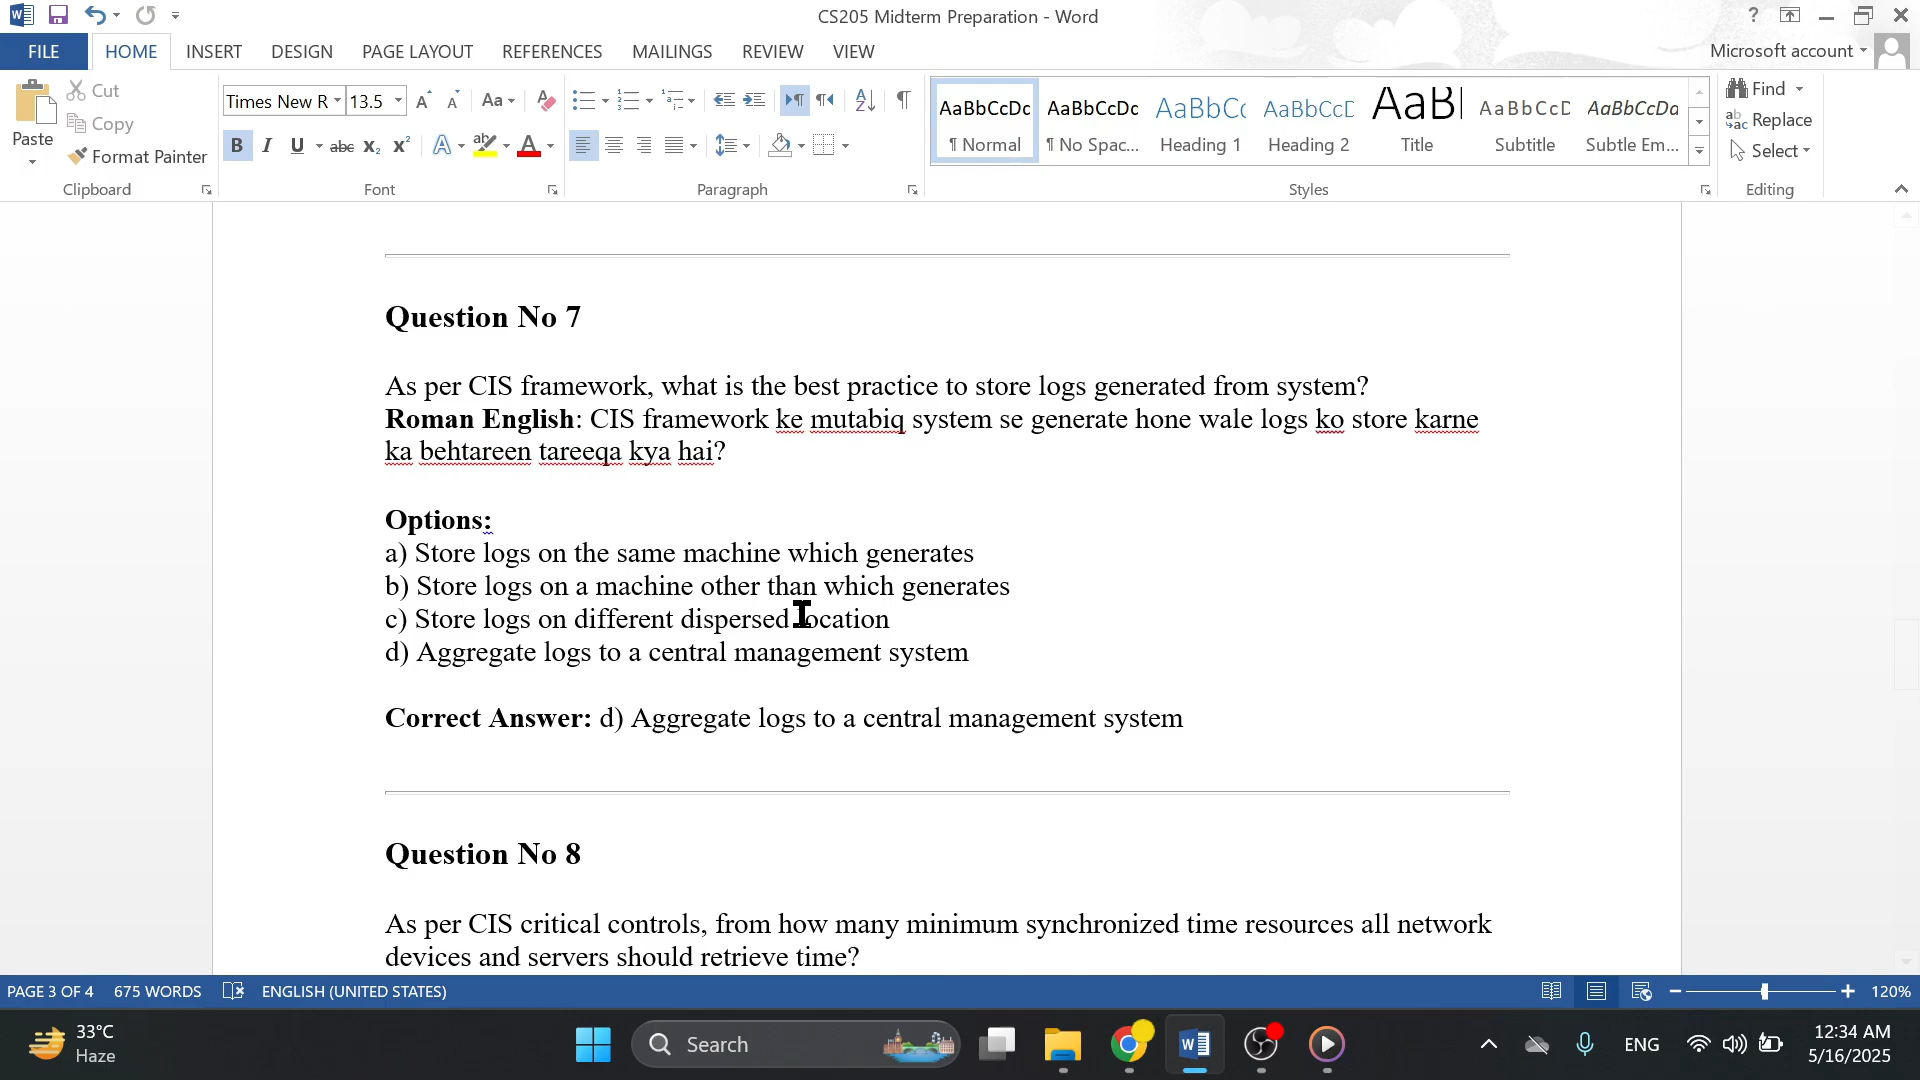 CS205 Midterm Preparation - Word
FILE HOME INSERT DESIGN PAGE LAYOUT REFERENCES MAILINGS REVIEW VIEW Microsoft account
Paste
Cut
Copy
Format Painter
Clipboard
Times New R 13.5
Font
Paragraph
AaBbCcDc AaBbCcDc AaBbC AaBbCcE AaB AaBbCcD AaBbCcDa
¶ Normal ¶ No Spac... Heading 1 Heading 2 Title Subtitle Subtle Em...
Styles
Find
Replace
Select
Editing
Question No 7
As per CIS framework, what is the best practice to store logs generated from system?
Roman English: CIS framework ke mutabiq system se generate hone wale logs ko store karne
ka behtareen tareeqa kya hai?
Options:
a) Store logs on the same machine which generates
b) Store logs on a machine other than which generates
c) Store logs on different dispersed location
d) Aggregate logs to a central management system
Correct Answer: d) Aggregate logs to a central management system
Question No 8
As per CIS critical controls, from how many minimum synchronized time resources all network
devices and servers should retrieve time?
PAGE 3 OF 4 675 WORDS ENGLISH (UNITED STATES) 120%
33°C
Haze
Search
ENG
12:34 AM
5/16/2025